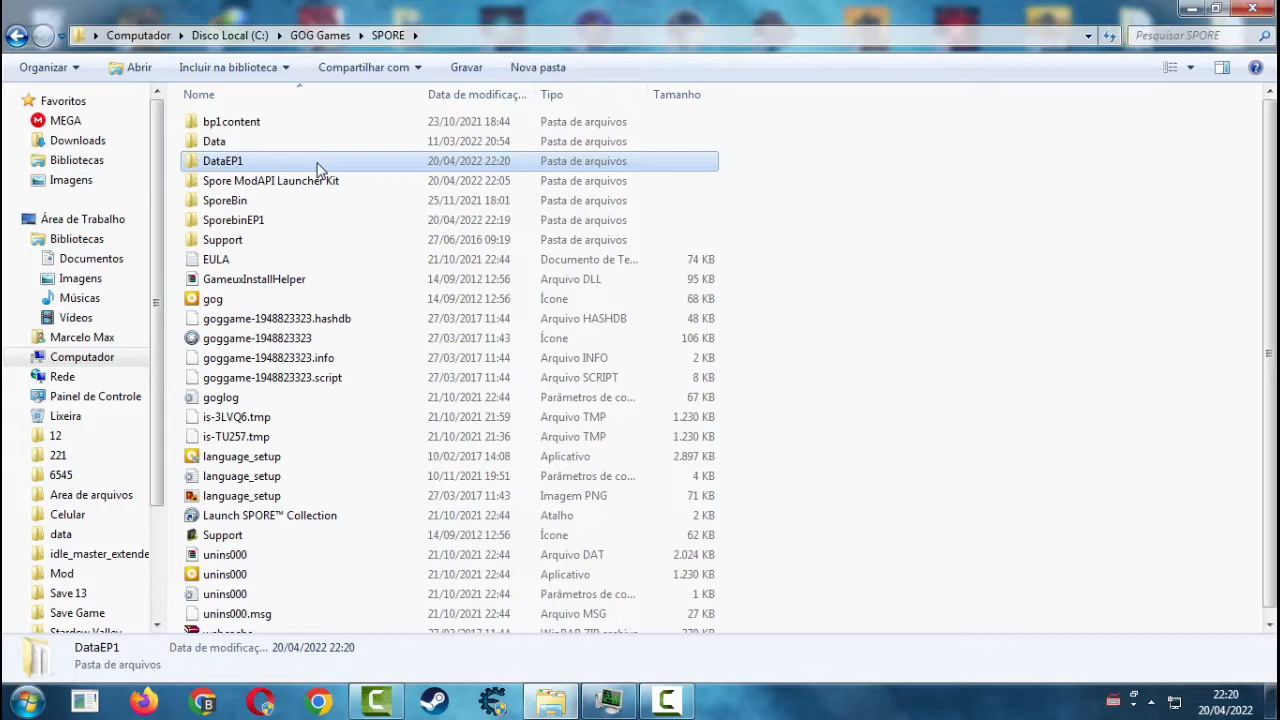 Computador ▸ Disco Local (C:) ▸ GOG Games ▸ SPORE ▸
Pesquisar SPORE
Organizar
Abrir
Incluir na biblioteca
Compartilhar com
Gravar
Nova pasta
Favoritos
MEGA
Downloads
Bibliotecas
Imagens
Área de Trabalho
Bibliotecas
Documentos
Imagens
Músicas
Vídeos
Marcelo Max
Computador
Rede
Painel de Controle
Lixeira
12
221
6545
Area de arquivos
Celular
data
idle_master_extende
Mod
Save 13
Save Game
Stardew Valley
Nome Data de modificaç... Tipo Tamanho
bp1content 23/10/2021 18:44 Pasta de arquivos
Data 11/03/2022 20:54 Pasta de arquivos
DataEP1 20/04/2022 22:20 Pasta de arquivos
Spore ModAPI Launcher Kit 20/04/2022 22:05 Pasta de arquivos
SporeBin 25/11/2021 18:01 Pasta de arquivos
SporebinEP1 20/04/2022 22:19 Pasta de arquivos
Support 27/06/2016 09:19 Pasta de arquivos
EULA 21/10/2021 22:44 Documento de Te... 74 KB
GameuxInstallHelper 14/09/2012 12:56 Arquivo DLL 95 KB
gog 14/09/2012 12:56 Ícone 68 KB
goggame-1948823323.hashdb 27/03/2017 11:44 Arquivo HASHDB 48 KB
goggame-1948823323 27/03/2017 11:43 Ícone 106 KB
goggame-1948823323.info 27/03/2017 11:44 Arquivo INFO 2 KB
goggame-1948823323.script 27/03/2017 11:44 Arquivo SCRIPT 8 KB
goglog 21/10/2021 22:44 Parâmetros de co... 67 KB
is-3LVQ6.tmp 21/10/2021 21:59 Arquivo TMP 1.230 KB
is-TU257.tmp 21/10/2021 21:36 Arquivo TMP 1.230 KB
language_setup 10/02/2017 14:08 Aplicativo 2.897 KB
language_setup 10/11/2021 19:51 Parâmetros de co... 4 KB
language_setup 27/03/2017 11:43 Imagem PNG 71 KB
Launch SPORE™ Collection 21/10/2021 22:44 Atalho 2 KB
Support 14/09/2012 12:56 Ícone 62 KB
unins000 21/10/2021 22:44 Arquivo DAT 2.024 KB
unins000 21/10/2021 22:44 Aplicativo 1.230 KB
unins000 21/10/2021 22:44 Parâmetros de co... 1 KB
unins000.msg 21/10/2021 22:44 Arquivo MSG 27 KB
DataEP1 Data de modificaç... 20/04/2022 22:20
Pasta de arquivos
22:20
20/04/2022